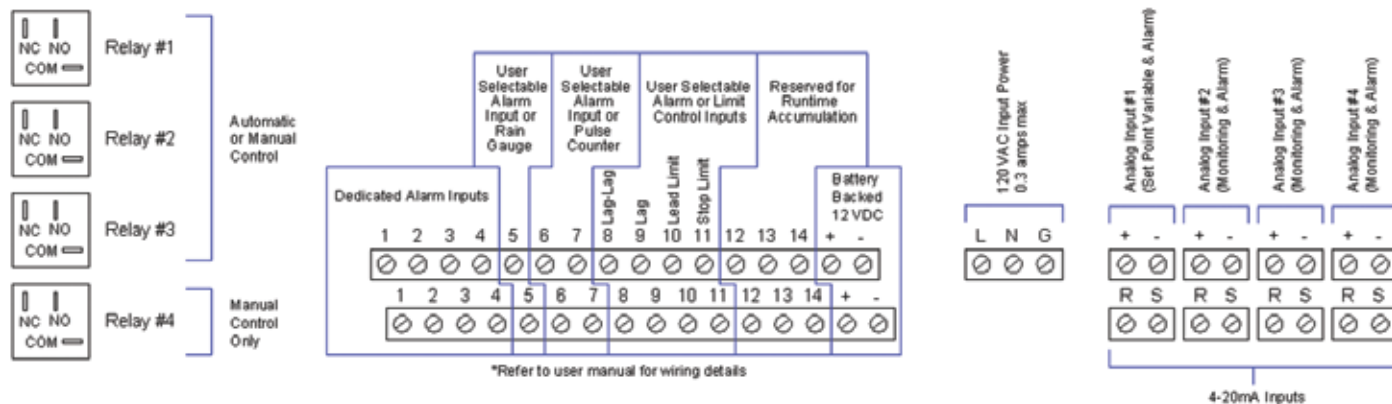 NC NO
COM
Relay #1
NC NO
COM
Relay #2
NC NO
COM
Relay #3
Automatic
or Manual
Control
NC NO
COM
Relay #4
Manual
Control
Only
Dedicated Alarm Inputs
User
Selectable
Alarm
Input or
Rain
Gauge
User
Selectable
Alarm
Input or
Pulse
Counter
User Selectable
Alarm or Limit
Control Inputs
Reserved for
Runtime
Accumulation
Lag-Lag
Lag
Lead Limit
Stop Limit
Battery
Backed
12 VDC
1 2 3 4 5 6 7 8 9 10 11 12 13 14 + -
1 2 3 4 5 6 7 8 9 10 11 12 13 14 + -
*Refer to user manual for wiring details
120 VAC Input Power
0.3 amps max
L N G
Analog Input #1
(Set Point Variable & Alarm)
Analog Input #2
(Monitoring & Alarm)
Analog Input #3
(Monitoring & Alarm)
Analog Input #4
(Monitoring & Alarm)
+ - + - + - + -
R S R S R S R S
4-20mA Inputs